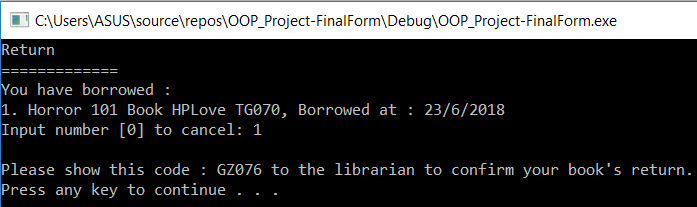 C:\Users\ASUS\source\repos\OOP_Project-FinalForm\Debug\OOP_Project-FinalForm.exe
Return
=============
You have borrowed :
1. Horror 101 Book HPLove TG070, Borrowed at : 23/6/2018
Input number [0] to cancel: 1
Please show this code : GZ076 to the librarian to confirm your book's return.
Press any key to continue . . .